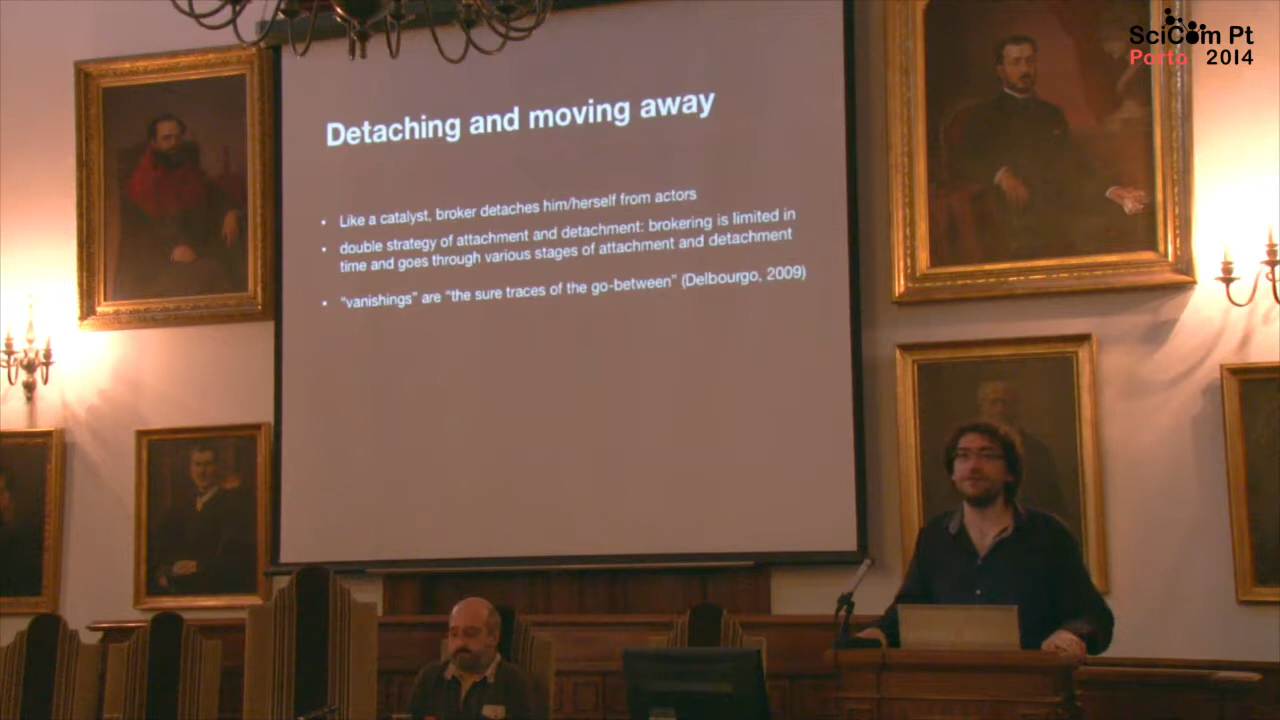 SciCom Pt
Porto 2014
Detaching and moving away
• Like a catalyst, broker detaches him/herself from actors
• double strategy of attachment and detachment: brokering is limited in
time and goes through various stages of attachment and detachment
• “vanishings” are “the sure traces of the go-between” (Delbourgo, 2009)